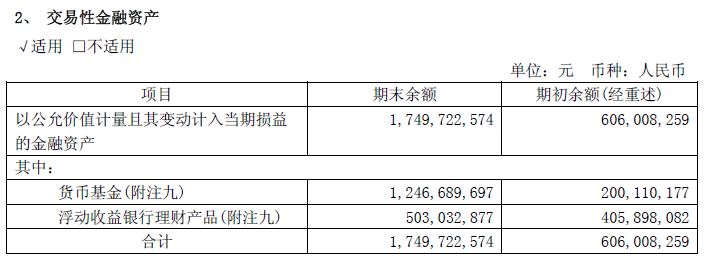 2、 交易性金融资产
√适用 □不适用
单位：元 币种：人民币
项目 期末余额 期初余额(经重述)
以公允价值计量且其变动计入当期损益 1,749,722,574 606,008,259
的金融资产
其中：
货币基金(附注九) 1,246,689,697 200,110,177
浮动收益银行理财产品(附注九) 503,032,877 405,898,082
合计 1,749,722,574 606,008,259